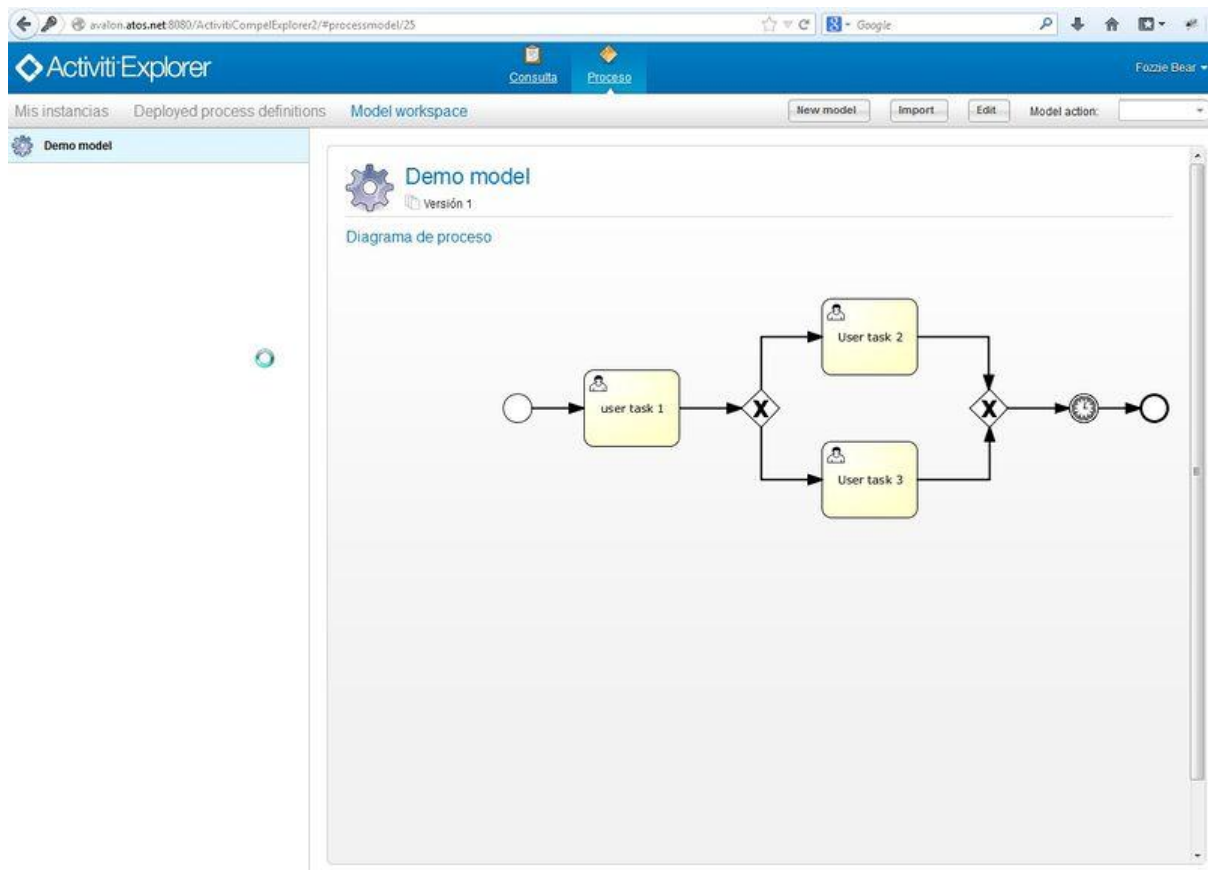 avalon.atos.net:8080/ActivitiCompelExplorer2/#processmodel/25
Google
Activiti Explorer
Consulta
Proceso
Fozzie Bear
Mis instancias
Deployed process definitions
Model workspace
New model
Import
Edit
Model action:
Demo model
Demo model
Versión 1
Diagrama de proceso
User task 2
user task 1
X
X
User task 3